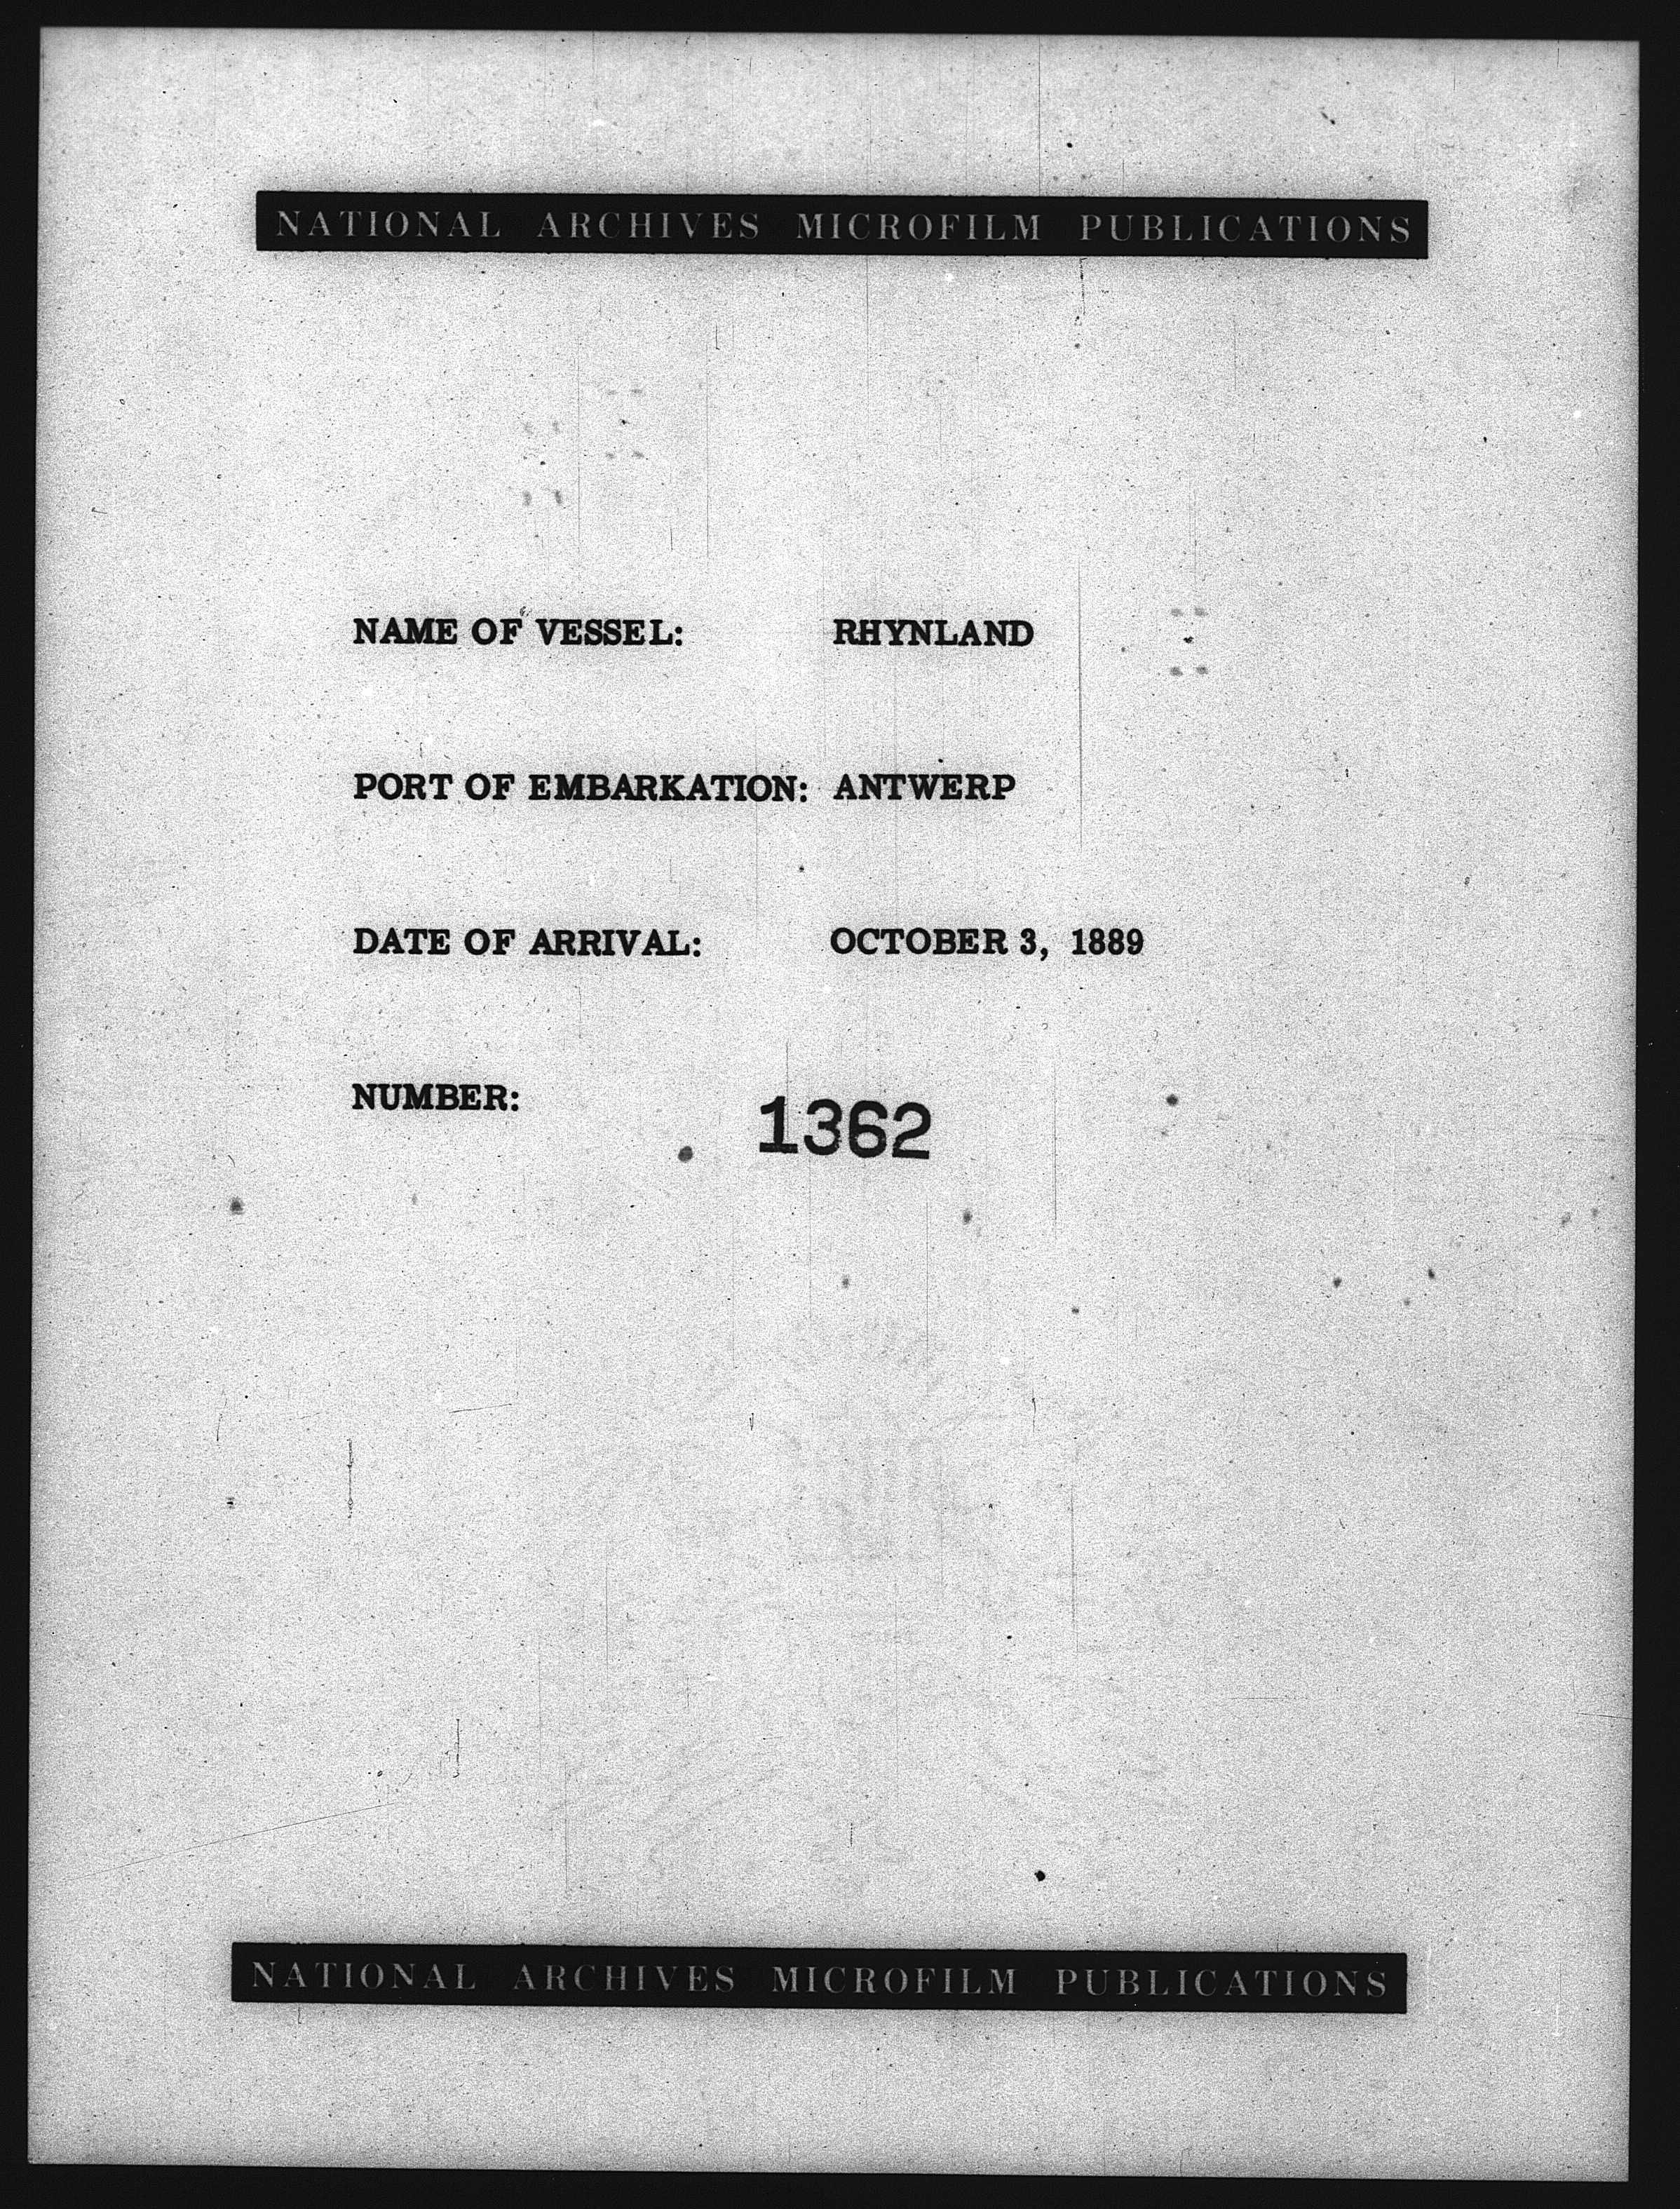 NATIONAL ARCHIVES MICROFILM PUBLICATIONS
NAME OF VESSEL: RHYNLAND
PORT OF EMBARKATION: ANTWERP
DATE OF ARRIVAL: OCTOBER 3, 1889
NUMBER: 1362
NATIONAL ARCHIVES MICROFILM PUBLICATIONS